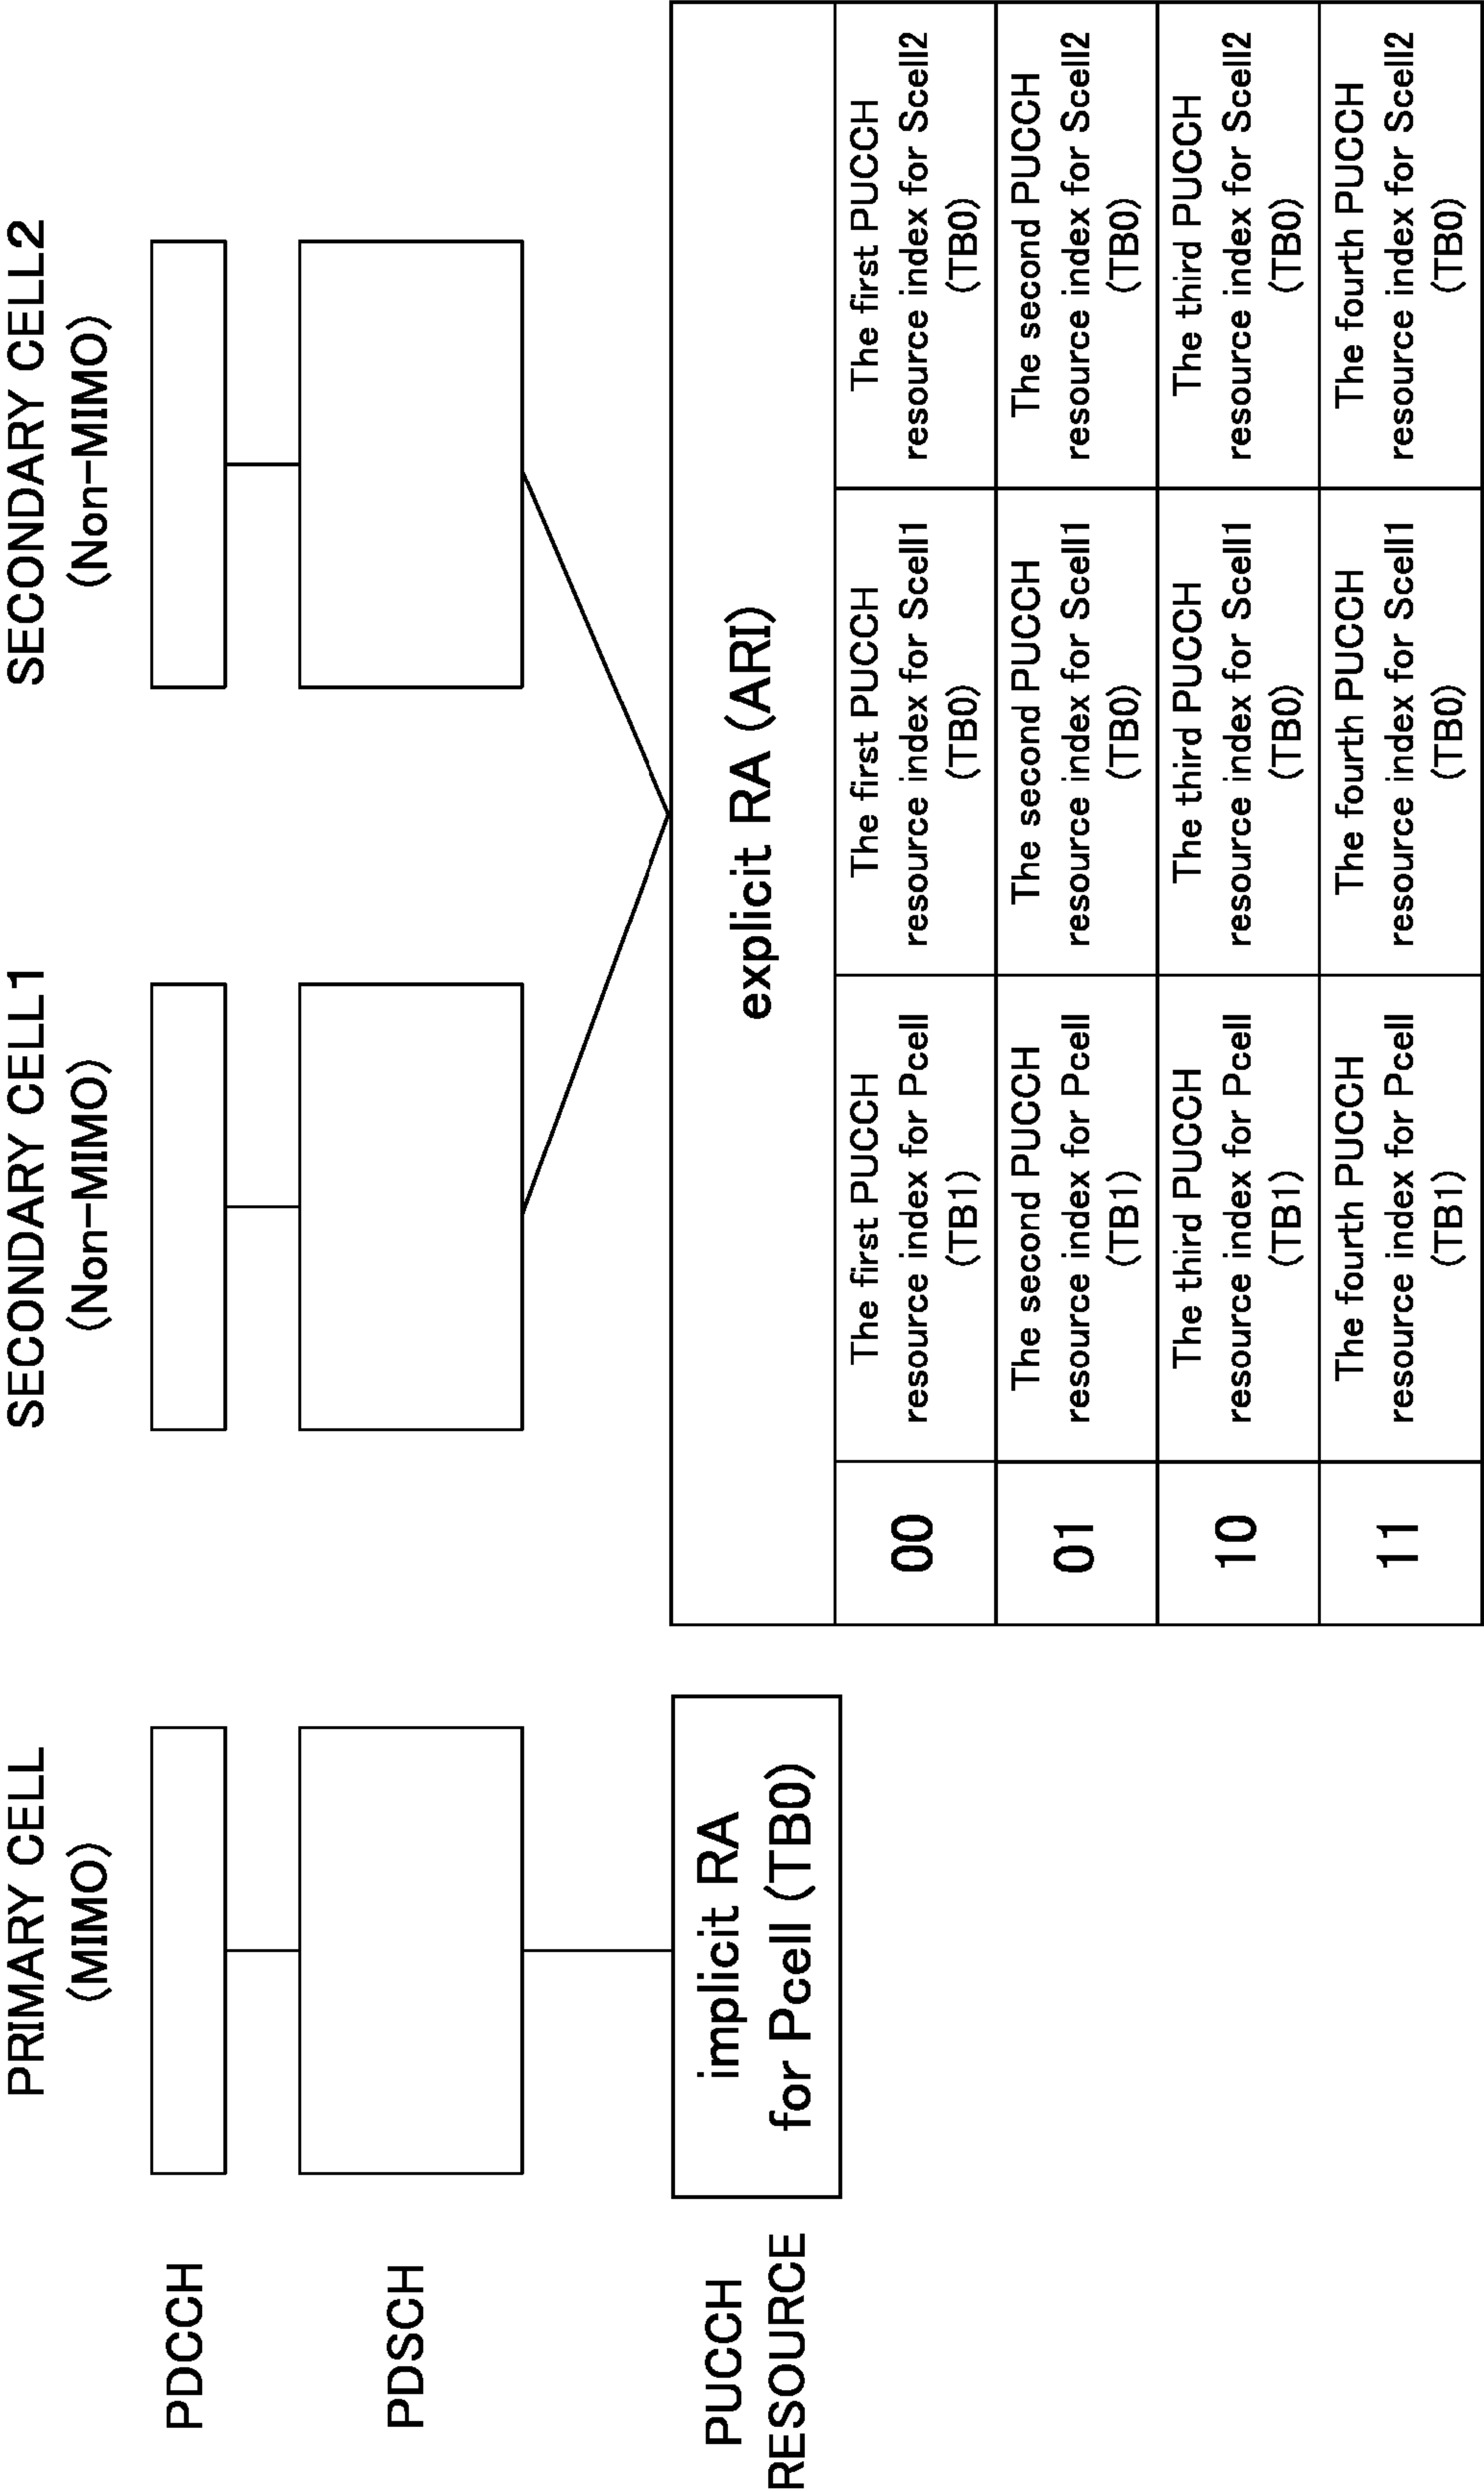 PRIMARY CELL
(MIMO)
SECONDARY CELL1
(Non-MIMO)
SECONDARY CELL2
(Non-MIMO)
PDCCH
PDSCH
PUCCH
RESOURCE
implicit RA
for Pcell (TB0)
explicit RA (ARI)
00
The first PUCCH
resource index for Pcell
(TB1)
The first PUCCH
resource index for Scell1
(TB0)
The first PUCCH
resource index for Scell2
(TB0)
01
The second PUCCH
resource index for Pcell
(TB1)
The second PUCCH
resource index for Scell1
(TB0)
The second PUCCH
resource index for Scell2
(TB0)
10
The third PUCCH
resource index for Pcell
(TB1)
The third PUCCH
resource index for Scell1
(TB0)
The third PUCCH
resource index for Scell2
(TB0)
11
The fourth PUCCH
resource index for Pcell
(TB1)
The fourth PUCCH
resource index for Scell1
(TB0)
The fourth PUCCH
resource index for Scell2
(TB0)